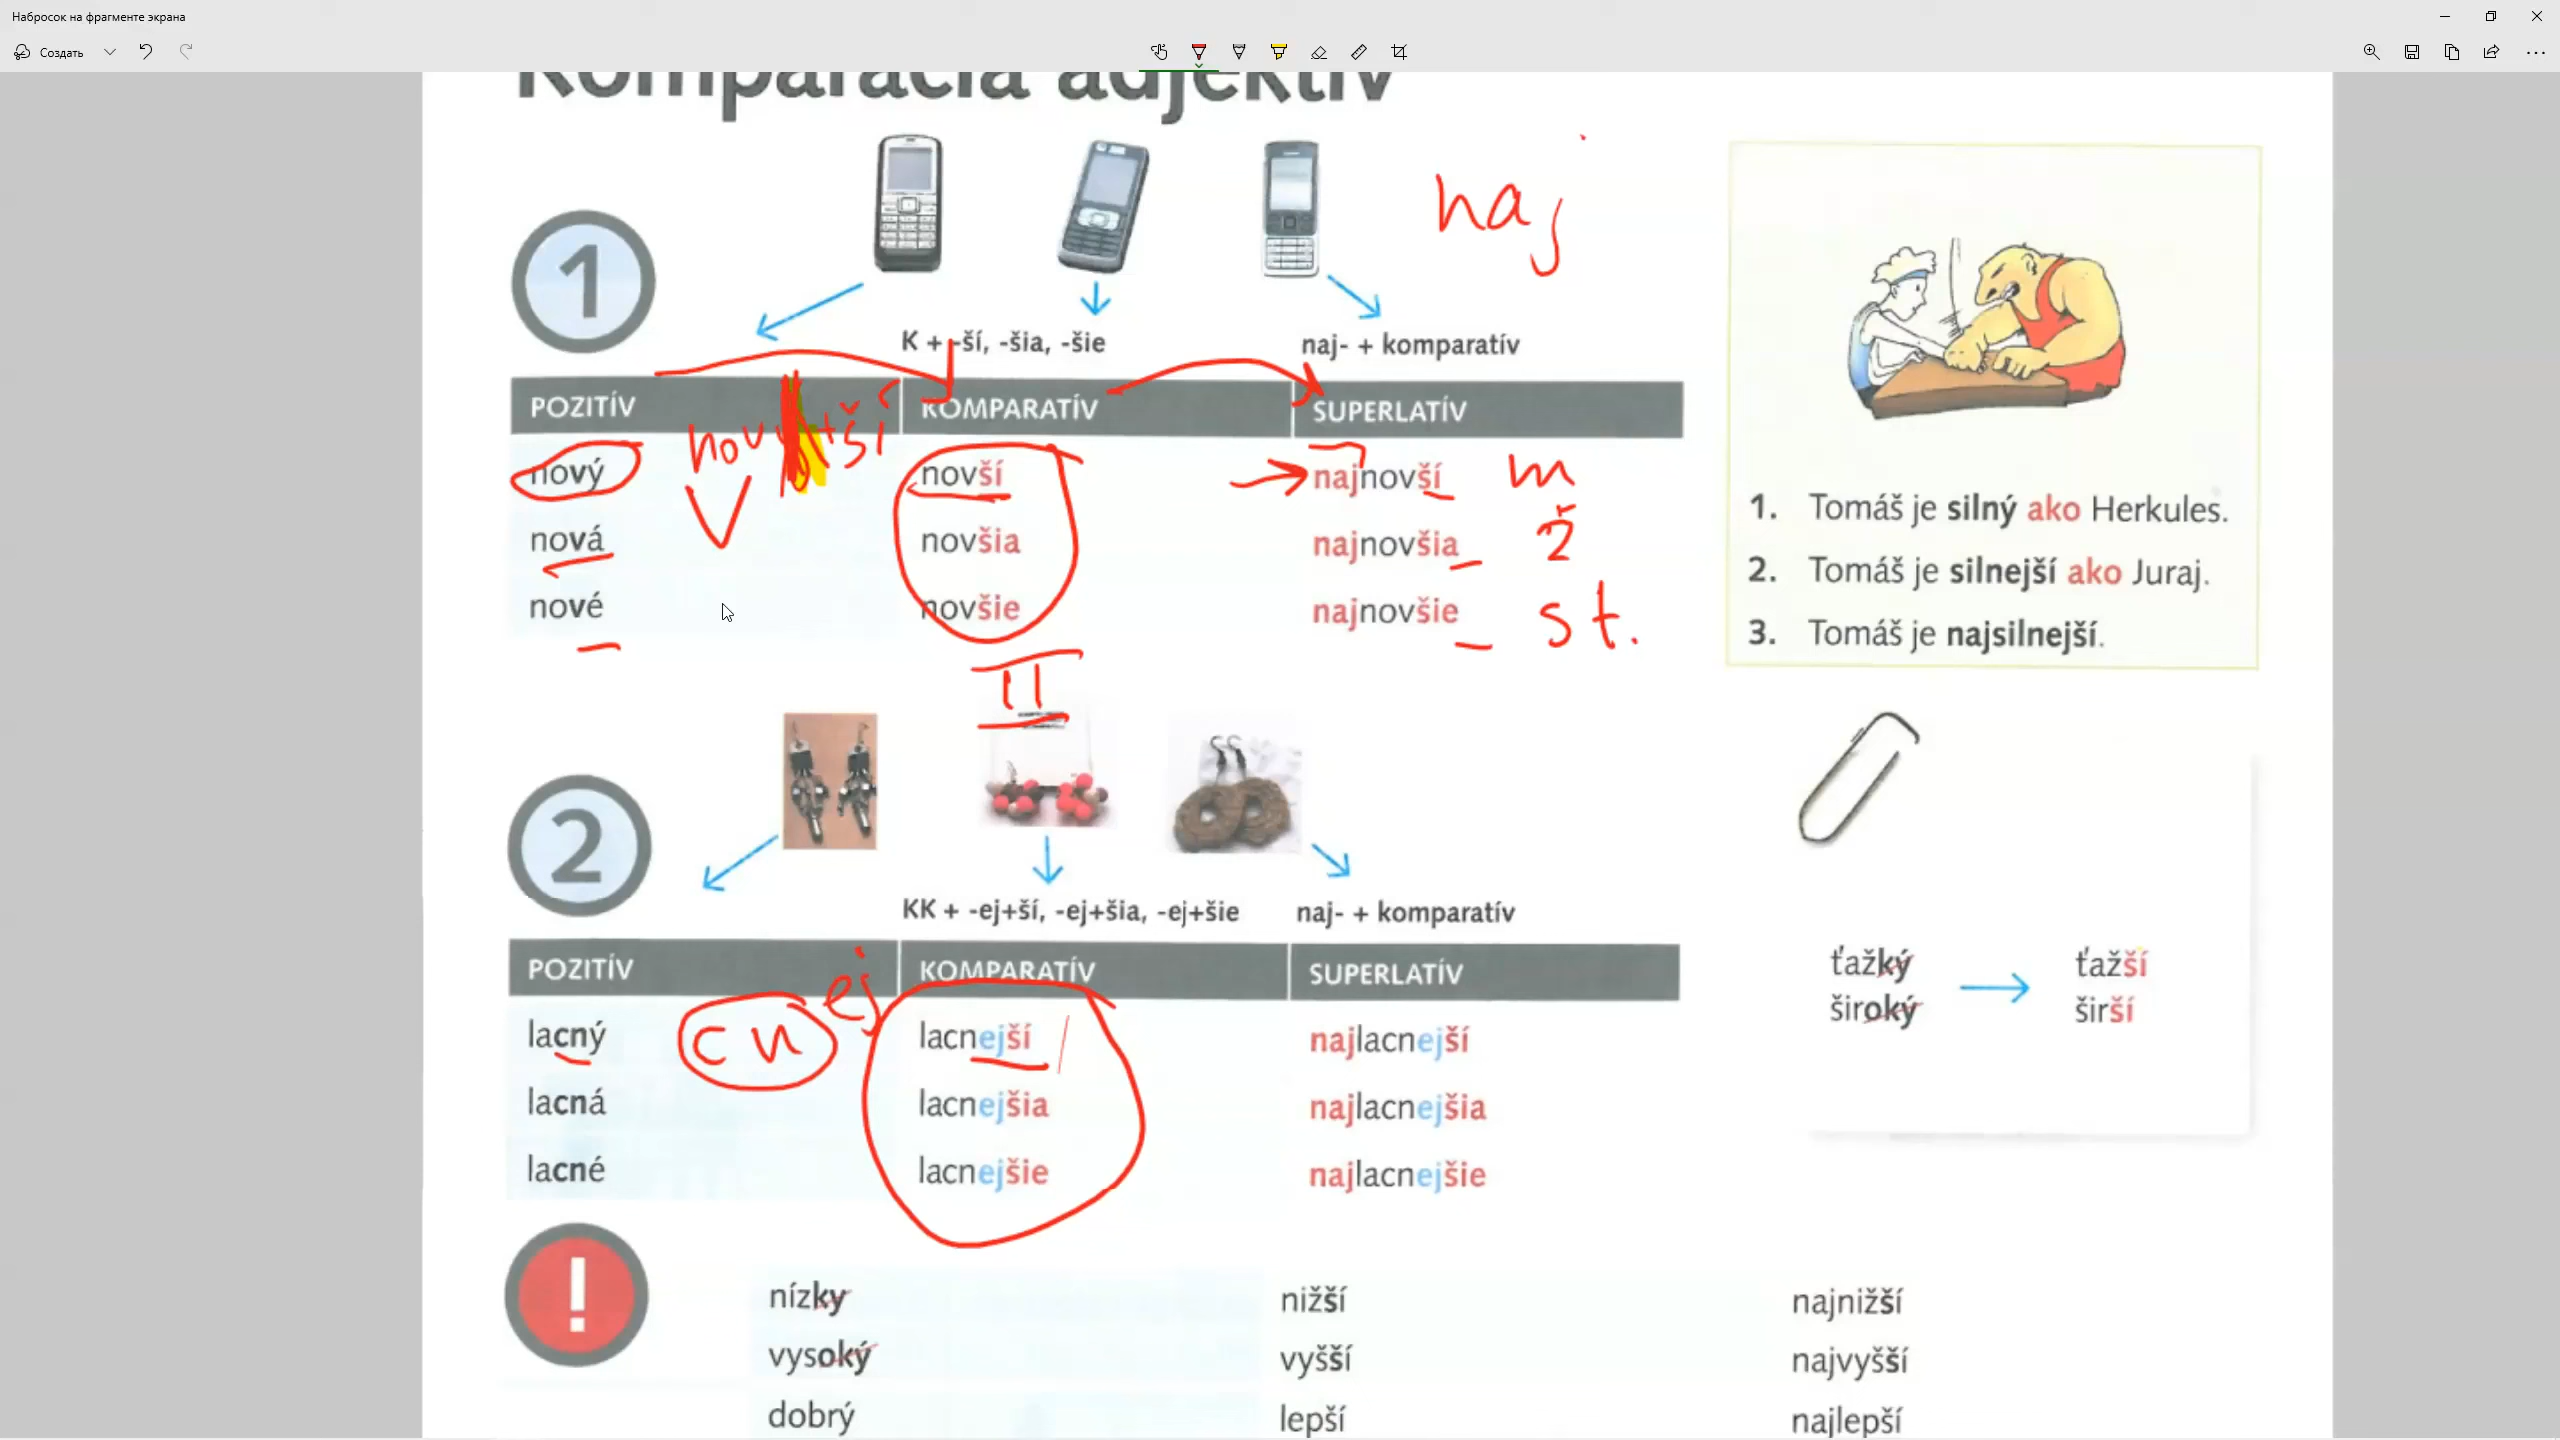 Набросок на фрагменте экрана
Создать
Komparácia adjektív
naj
K + -ší, -šia, -šie
naj- + komparatív
POZITÍV KOMPARATÍV SUPERLATÍV
nový novší najnovší m
nová novšia najnovšia ž
nové novšie najnovšie st.
+ší
V
II
1. Tomáš je silný ako Herkules.
2. Tomáš je silnejší ako Juraj.
3. Tomáš je najsilnejší.
1
2
KK + -ej+ší, -ej+šia, -ej+šie
naj- + komparatív
POZITÍV KOMPARATÍV SUPERLATÍV
ej
lacný cn lacnejší najlacnejší
lacná lacnejšia najlacnejšia
lacné lacnejšie najlacnejšie
ťažký ťažší
široký širší
!
nízky nižší najnižší
vysoký vyšší najvyšší
dobrý lepší najlepší